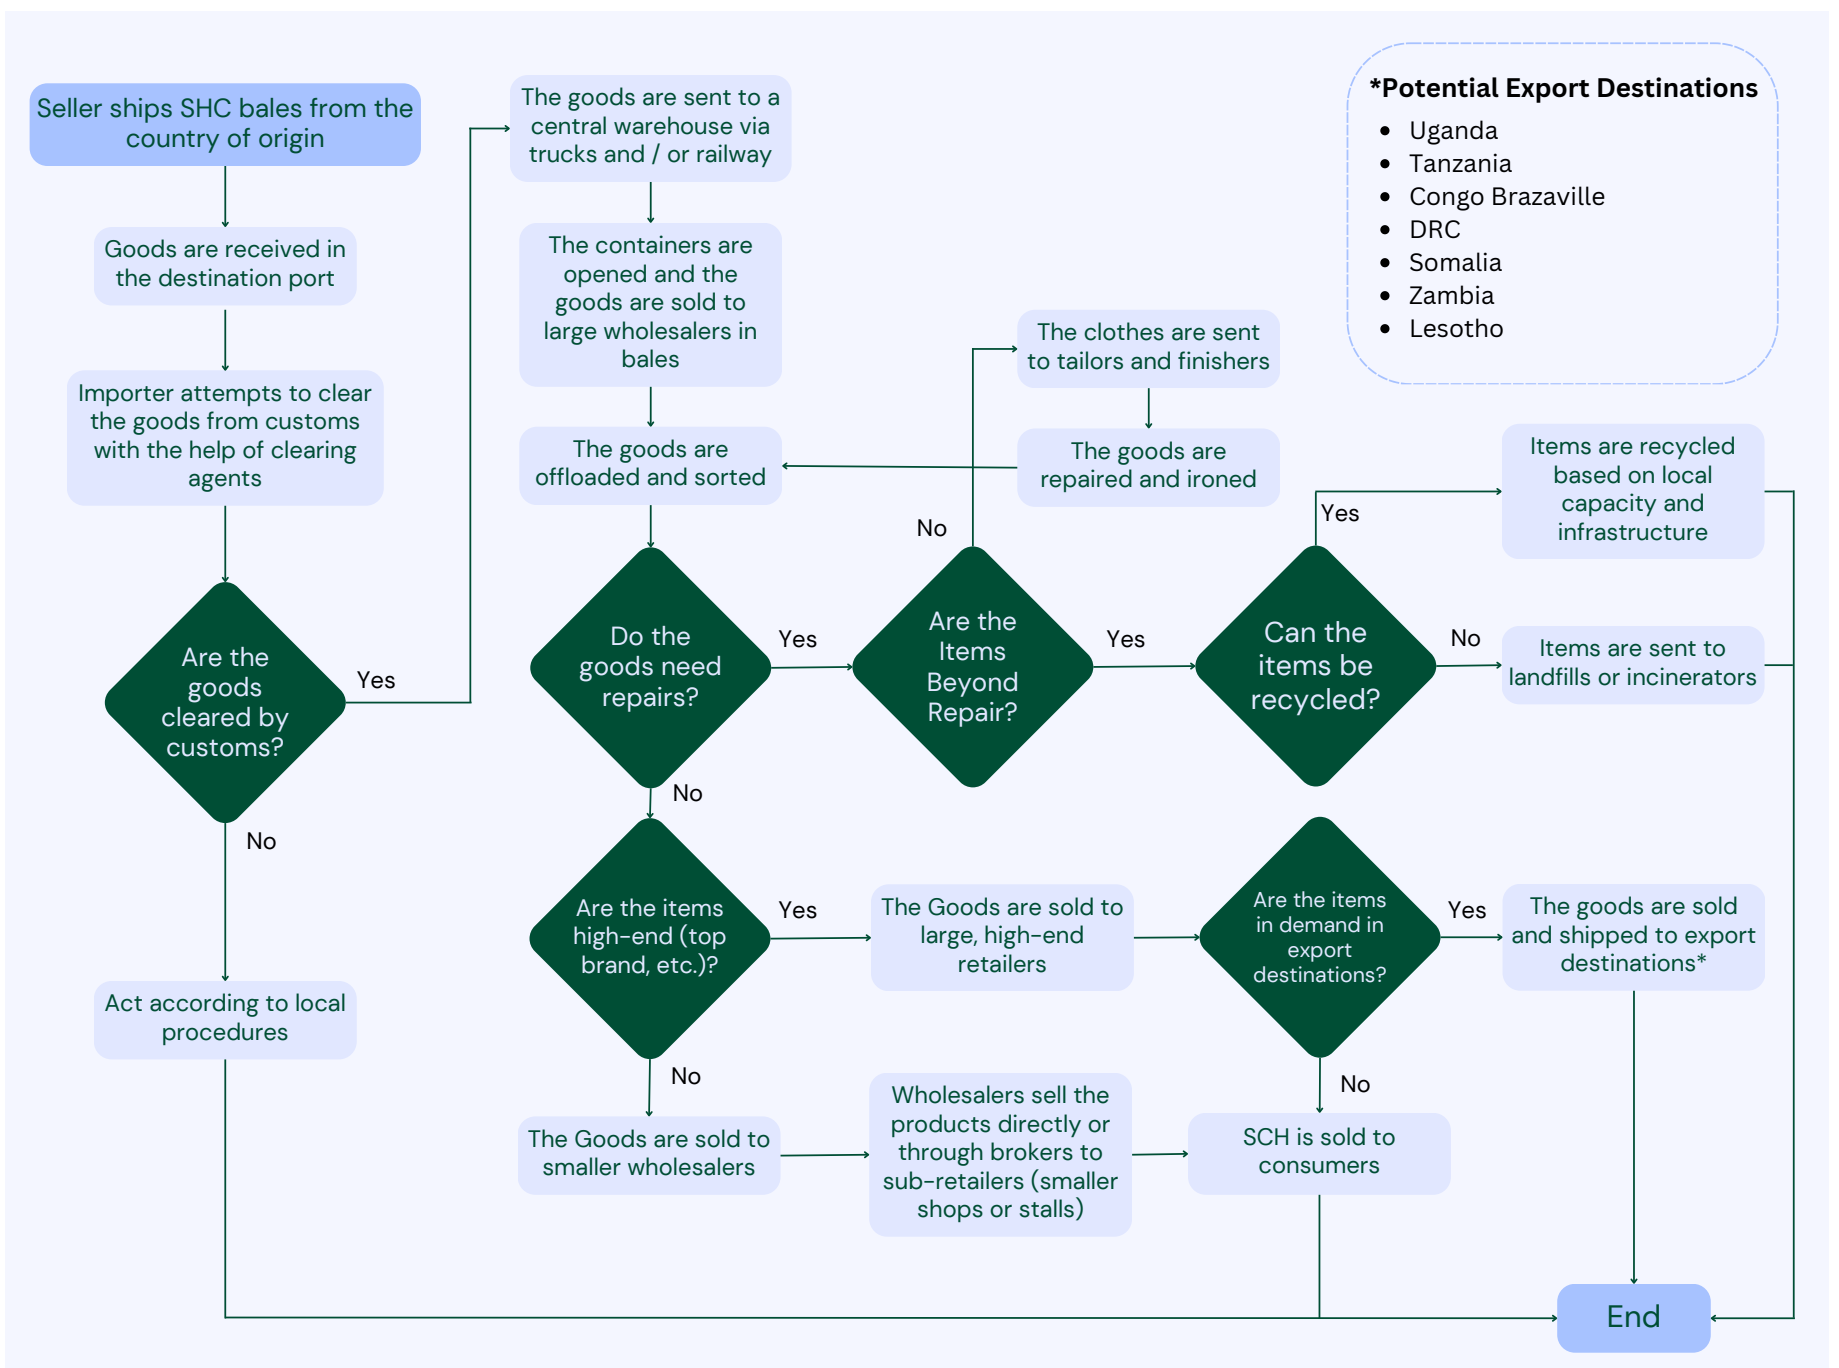 Seller ships SHC bales from the
country of origin
Goods are received in
the destination port
Importer attempts to clear
the goods from customs
with the help of clearing
agents
Are the
goods
cleared by
customs?
Yes
No
Act according to local
procedures
The goods are sent to a
central warehouse via
trucks and / or railway
The containers are
opened and the
goods are sold to
large wholesalers in
bales
The goods are
offloaded and sorted
Do the
goods need
repairs?
Yes
No
Are the
Items
Beyond
Repair?
No
Yes
The clothes are sent
to tailors and finishers
The goods are
repaired and ironed
Can the
items be
recycled?
Yes
No
Items are recycled
based on local
capacity and
infrastructure
Items are sent to
landfills or incinerators
Are the items
high-end (top
brand, etc.)?
Yes
No
The Goods are sold to
large, high-end
retailers
Are the items
in demand in
export
destinations?
Yes
No
The goods are sold
and shipped to export
destinations*
The Goods are sold to
smaller wholesalers
Wholesalers sell the
products directly or
through brokers to
sub-retailers (smaller
shops or stalls)
SCH is sold to
consumers
End
*Potential Export Destinations
• Uganda
• Tanzania
• Congo Brazaville
• DRC
• Somalia
• Zambia
• Lesotho